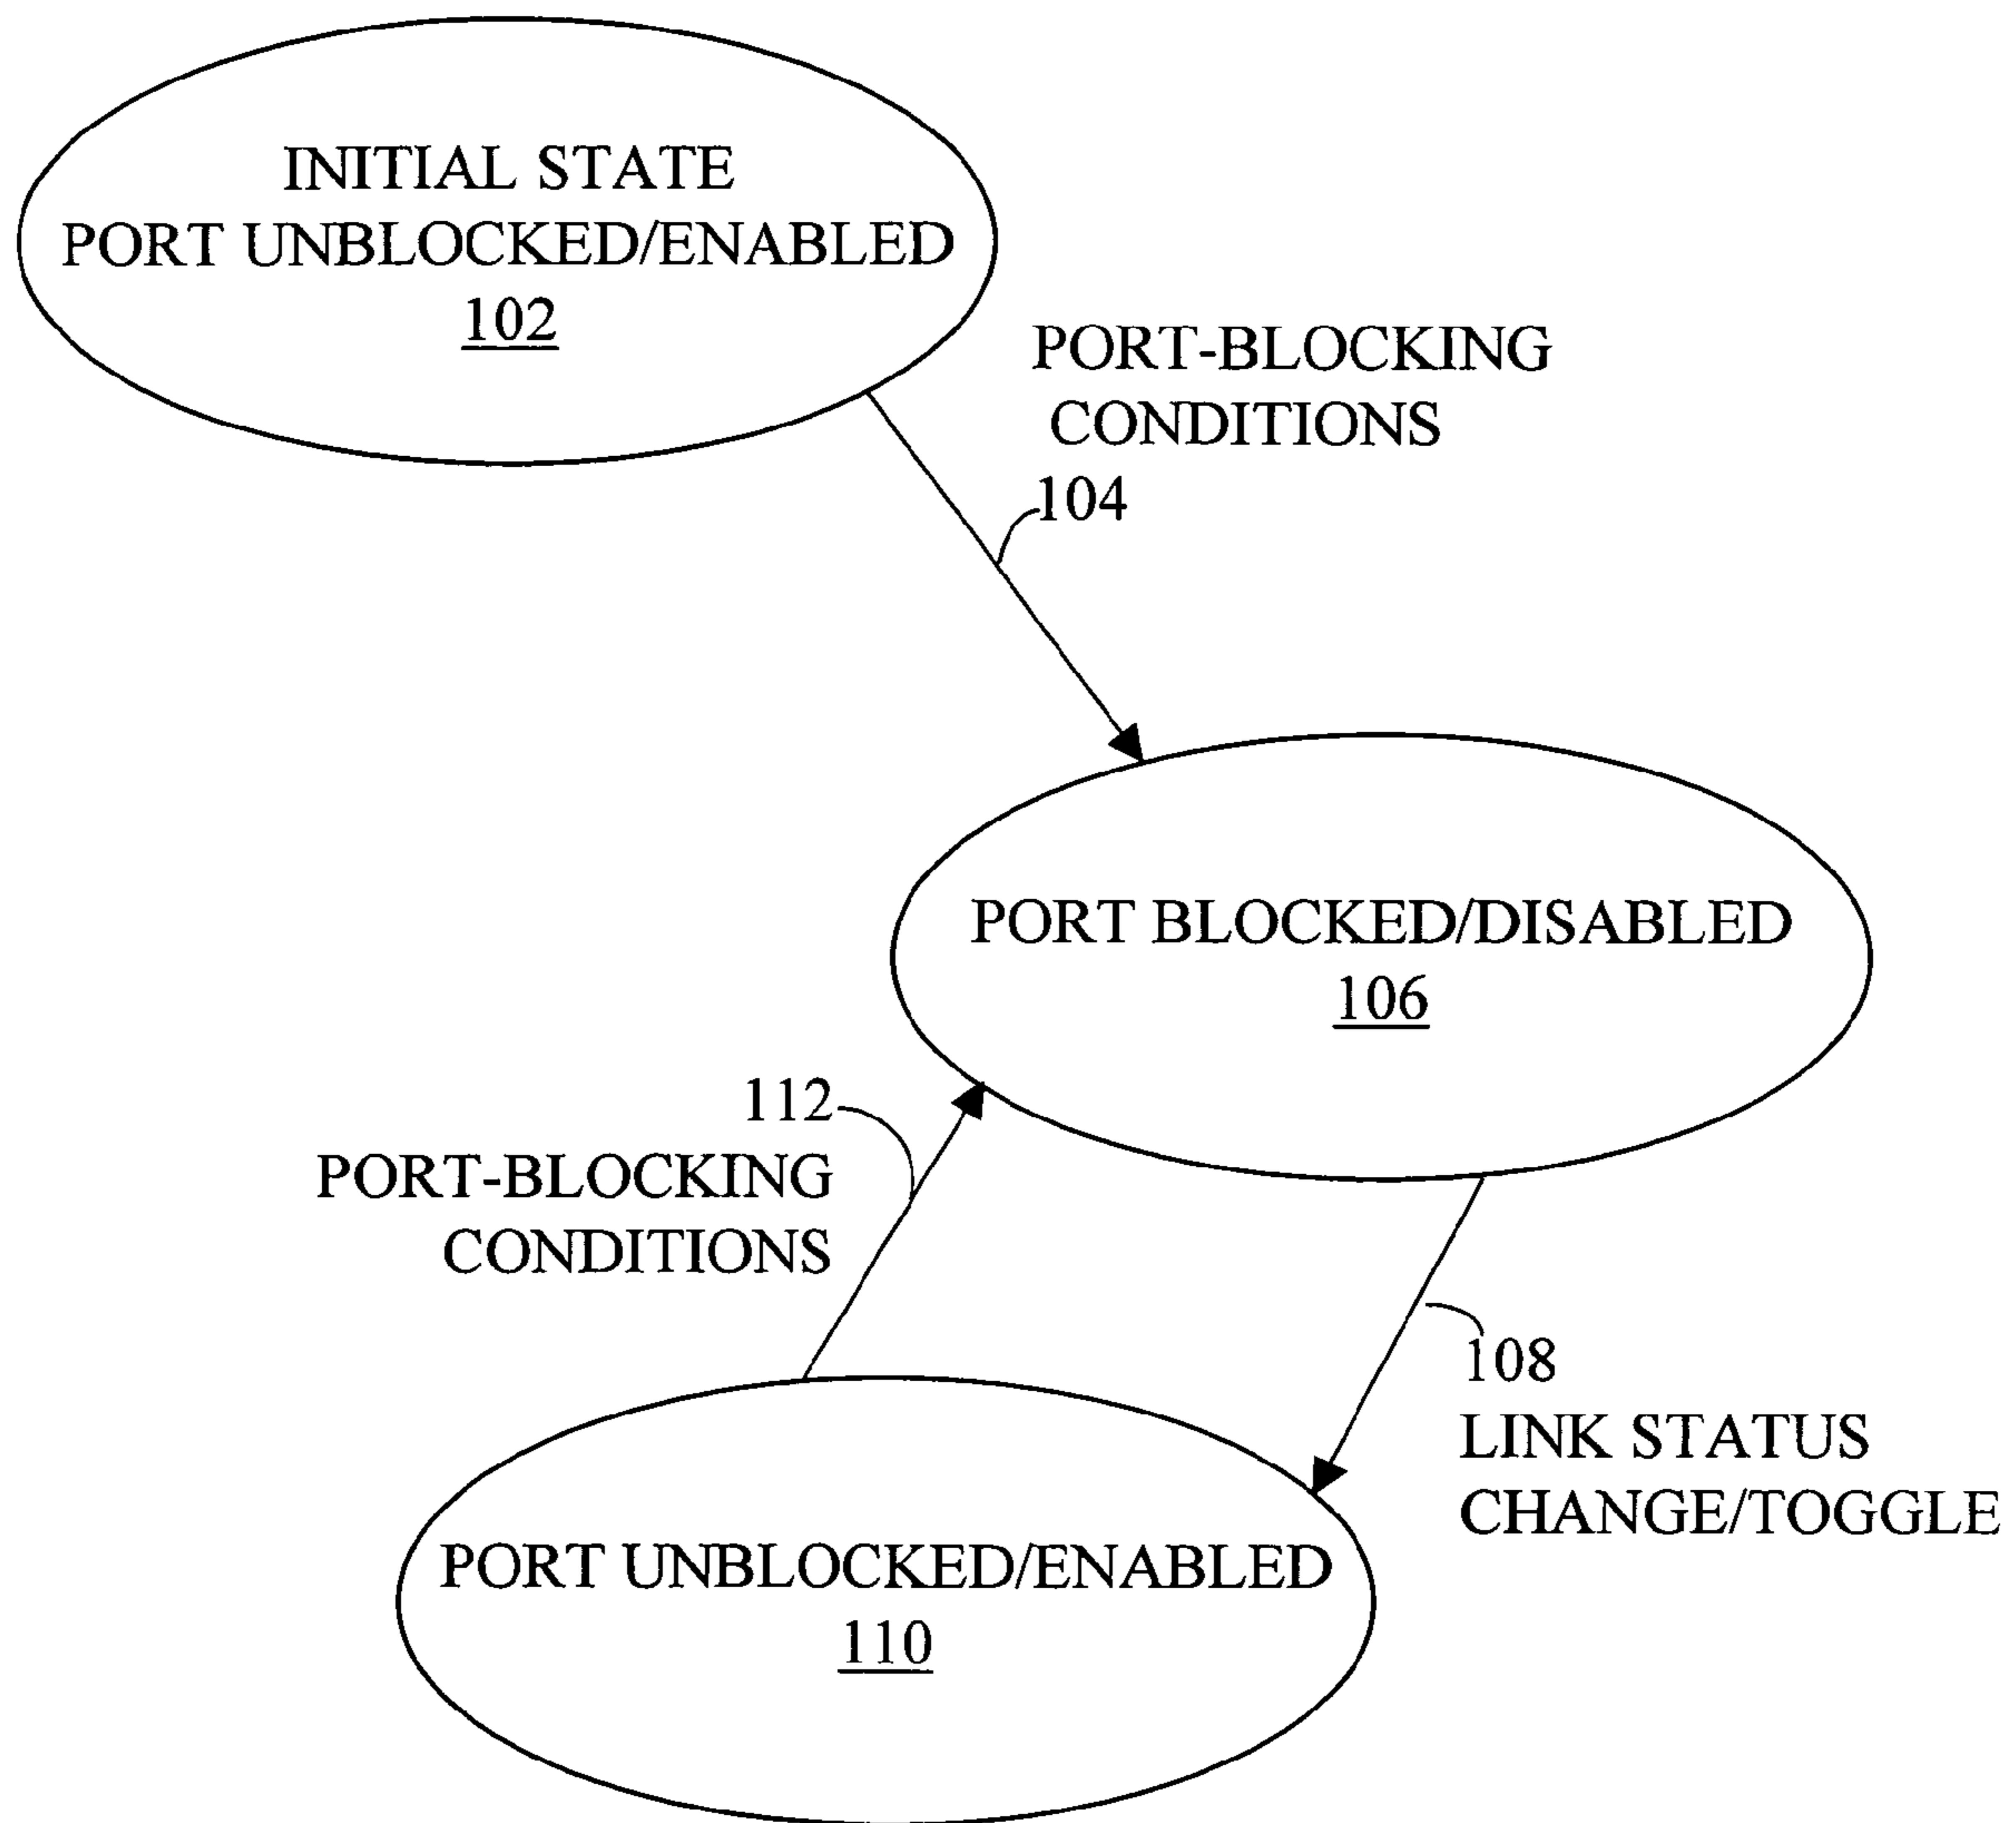 INITIAL STATE
PORT UNBLOCKED/ENABLED
102
PORT-BLOCKING
CONDITIONS
104
PORT BLOCKED/DISABLED
106
112
PORT-BLOCKING
CONDITIONS
108
LINK STATUS
CHANGE/TOGGLE
PORT UNBLOCKED/ENABLED
110